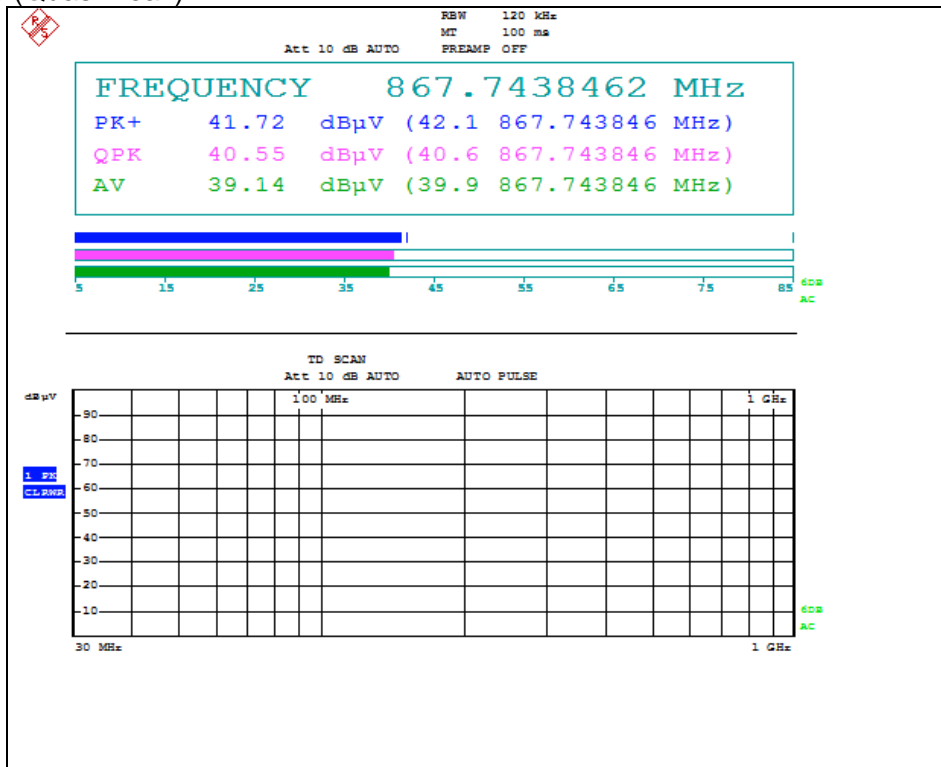 RBW 120 kHz
MT 100 ms
Att 10 dB AUTO PREAMP OFF
FREQUENCY 867.7438462 MHz
PK+ 41.72 dBµV (42.1 867.743846 MHz)
QPK 40.55 dBµV (40.6 867.743846 MHz)
AV 39.14 dBµV (39.9 867.743846 MHz)
5 15 25 35 45 55 65 75 85
6DB
AC
TD SCAN
Att 10 dB AUTO AUTO PULSE
dBµV
100 MHz 1 GHz
90
80
70
1 PK
CLRWR
60
50
40
30
20
10
6DB
AC
30 MHz 1 GHz